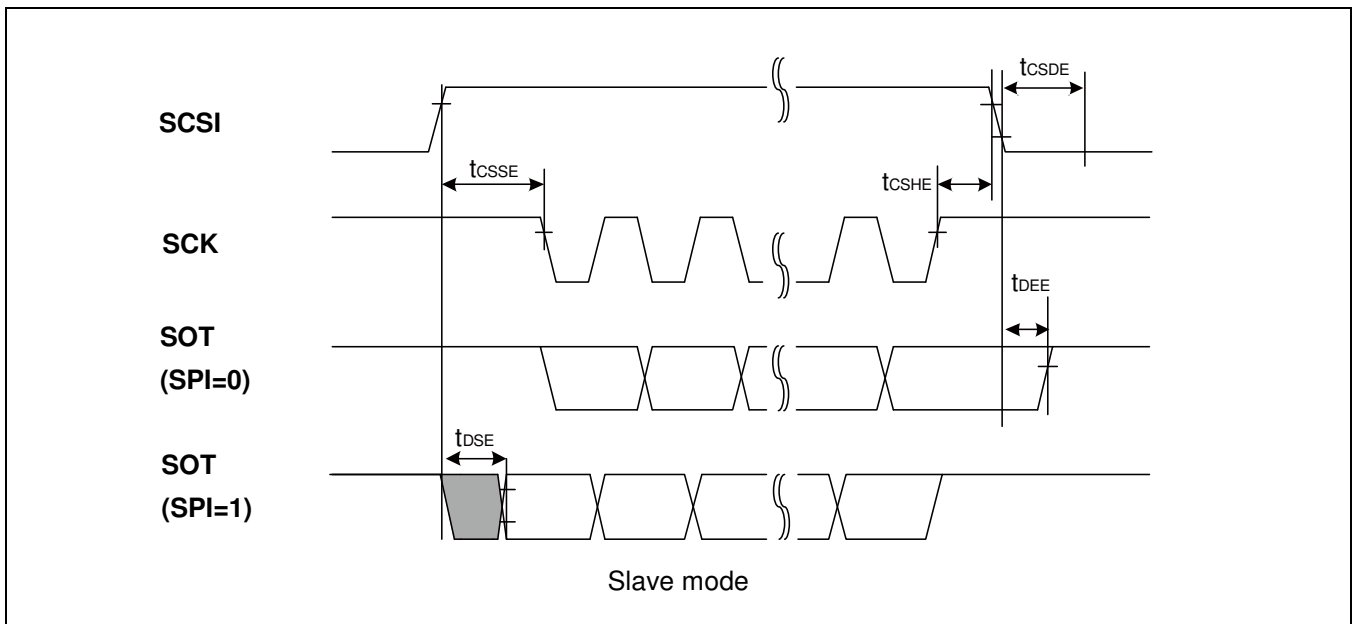 tCSDE
SCSI
tCSSE
tCSHE
SCK
tDEE
SOT
(SPI=0)
tDSE
SOT
(SPI=1)
Slave mode